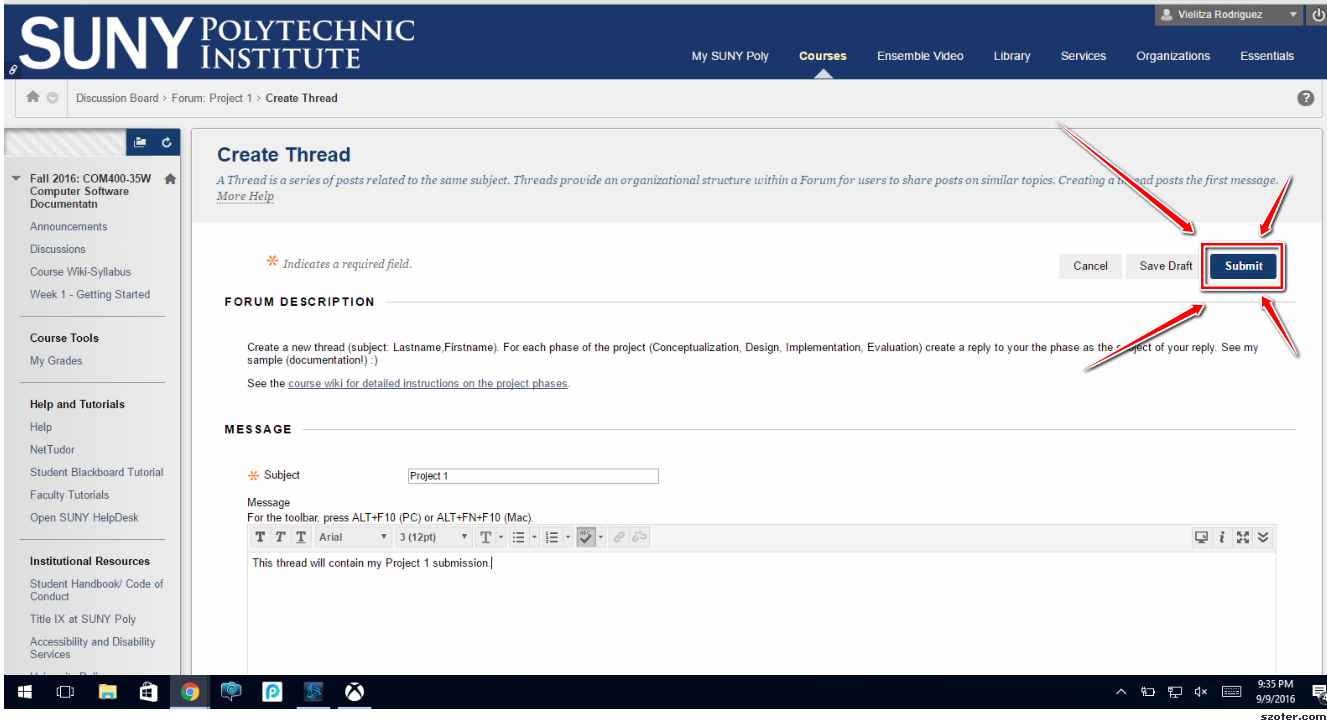 SUNY POLYTECHNIC INSTITUTE
Vielitza Rodriguez
My SUNY Poly Courses Ensemble Video Library Services Organizations Essentials
Discussion Board > Forum: Project 1 > Create Thread
Fall 2016: COM400-35W
Computer Software
Documentatn
Announcements
Discussions
Course Wiki-Syllabus
Week 1 - Getting Started
Course Tools
My Grades
Help and Tutorials
Help
NetTudor
Student Blackboard Tutorial
Faculty Tutorials
Open SUNY HelpDesk
Institutional Resources
Student Handbook/ Code of
Conduct
Title IX at SUNY Poly
Accessibility and Disability
Services
Create Thread
A Thread is a series of posts related to the same subject. Threads provide an organizational structure within a Forum for users to share posts on similar topics. Creating a thread posts the first message.
More Help
Indicates a required field.
Cancel Save Draft Submit
FORUM DESCRIPTION
Create a new thread (subject: Lastname,Firstname). For each phase of the project (Conceptualization, Design, Implementation, Evaluation) create a reply to your the phase as the subject of your reply. See my
sample (documentation!) :)
See the course wiki for detailed instructions on the project phases.
MESSAGE
Subject Project 1
Message
For the toolbar, press ALT+F10 (PC) or ALT+FN+F10 (Mac).
T T T Arial 3 (12pt) T
This thread will contain my Project 1 submission.
9:35 PM
9/9/2016
szoter.com